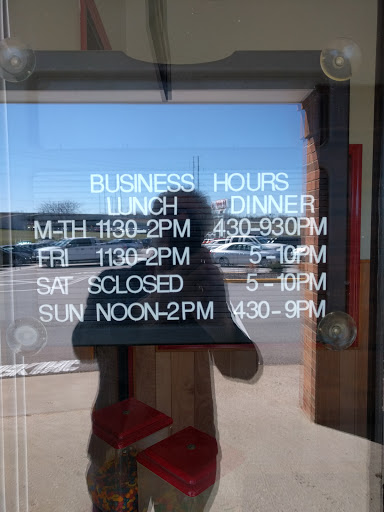 BUSINESS HOURS
LUNCH DINNER
M-TH 1130-2PM 430-930PM
FRI 1130-2PM 5-10PM
SAT SCLOSED 5-10PM
SUN NOON-2PM 430-9PM